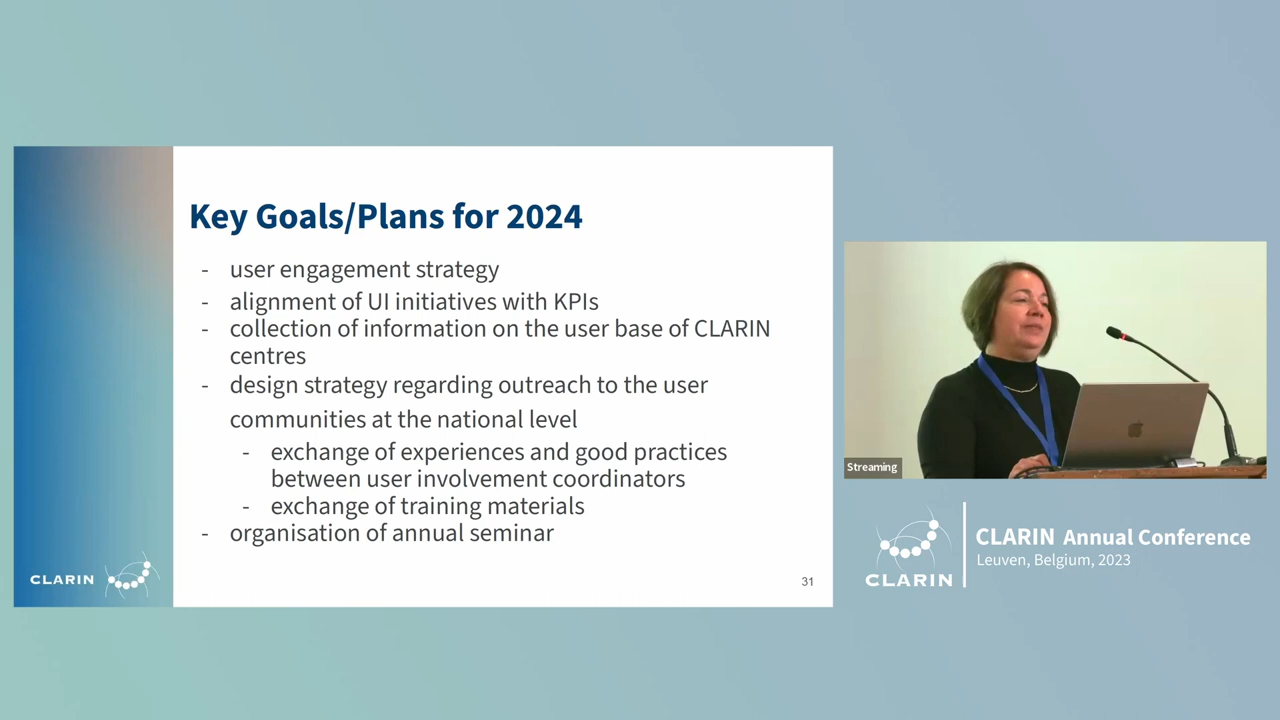 Key Goals/Plans for 2024
- user engagement strategy
- alignment of UI initiatives with KPIs
- collection of information on the user base of CLARIN
centres
- design strategy regarding outreach to the user
communities at the national level
- exchange of experiences and good practices
between user involvement coordinators
- exchange of training materials
- organisation of annual seminar
CLARIN
31
Streaming
CLARIN
CLARIN Annual Conference
Leuven, Belgium, 2023